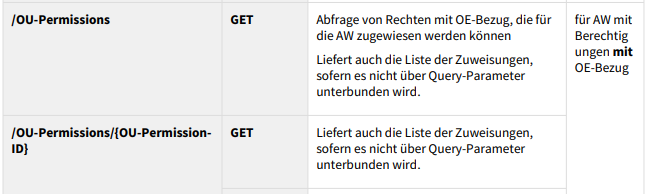 /OU-Permissions
GET
Abfrage von Rechten mit OE-Bezug, die für
die AW zugewiesen werden können
Liefert auch die Liste der Zuweisungen,
sofern es nicht über Query-Parameter
unterbunden wird.
für AW mit
Berechtig
ungen mit
OE-Bezug
/OU-Permissions/{OU-Permission-
ID}
GET
Liefert auch die Liste der Zuweisungen,
sofern es nicht über Query-Parameter
unterbunden wird.